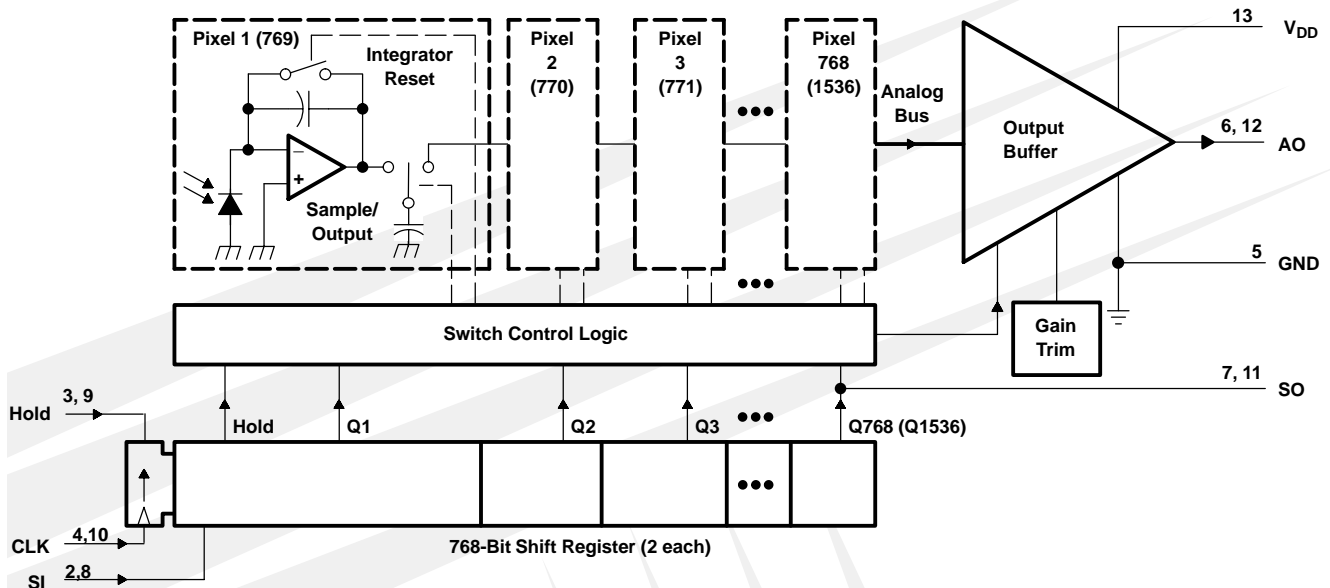 Pixel 1 (769)
Integrator
Reset
Sample/
Output
–
+
Pixel
2
(770)
Pixel
3
(771)
Pixel
768
(1536)
Analog
Bus
Output
Buffer
13
VDD
6, 12
AO
5
GND
Gain
Trim
Switch Control Logic
7, 11
SO
3, 9
Hold
Hold
Q1
Q2
Q3
Q768 (Q1536)
4,10
CLK
768-Bit Shift Register (2 each)
2,8
SI